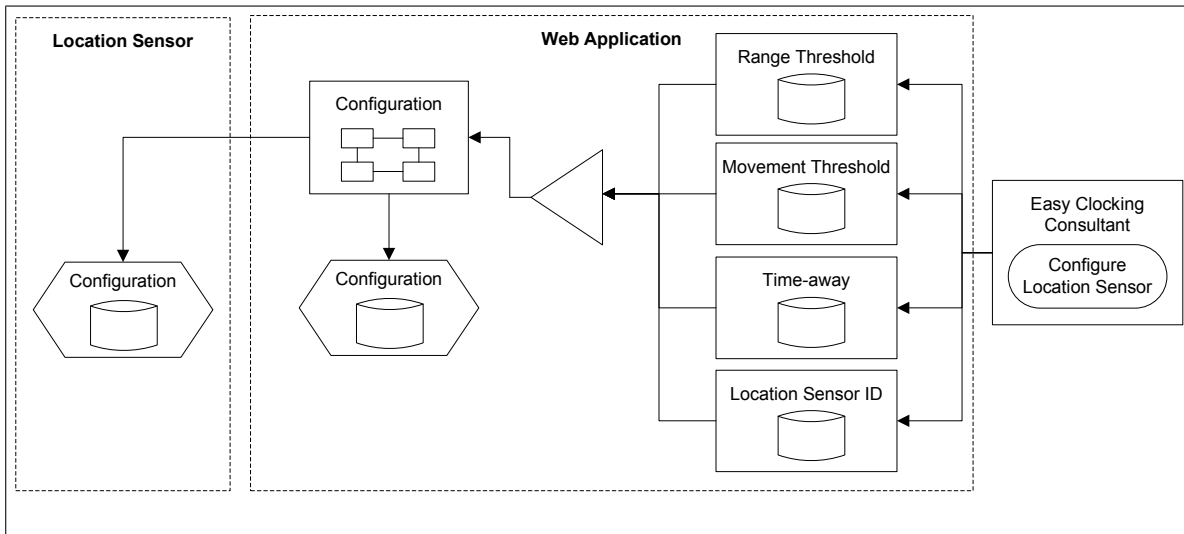 Location Sensor
Web Application
Range Threshold
Configuration
Movement Threshold
Easy Clocking
Consultant
Configure
Location Sensor
Configuration
Configuration
Time-away
Location Sensor ID